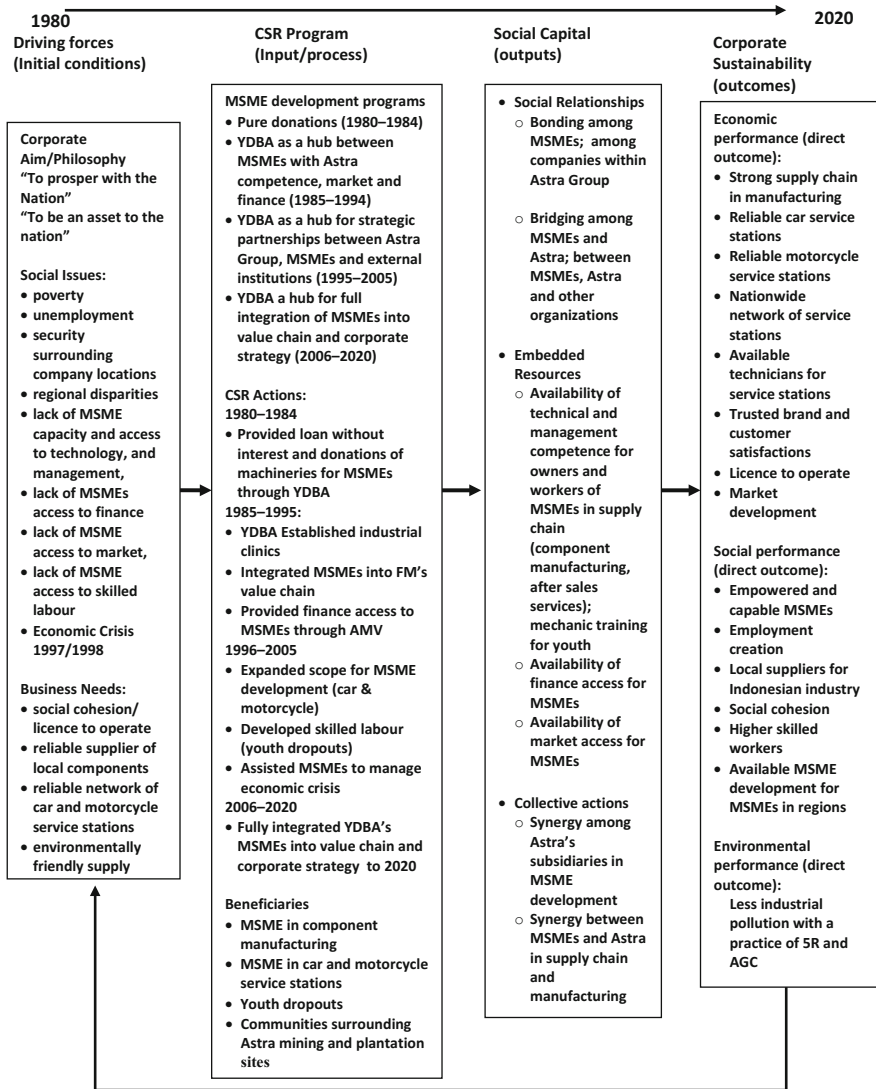 1980
2020
Driving forces
(Initial conditions)
CSR Program
(Input/process)
Social Capital
(outputs)
Corporate
Sustainability
(outcomes)
Corporate
Aim/Philosophy
“To prosper with the
Nation”
“To be an asset to the
nation”
Social Issues:
• poverty
• unemployment
• security
surrounding
company locations
• regional disparities
• lack of MSME
capacity and access
to technology, and
management,
• lack of MSMEs
access to finance
• lack of MSME
access to market,
• lack of MSME
access to skilled
labour
• Economic Crisis
1997/1998
Business Needs:
• social cohesion/
licence to operate
• reliable supplier of
local components
• reliable network of
car and motorcycle
service stations
• environmentally
friendly supply
MSME development programs
• Pure donations (1980–1984)
• YDBA as a hub between
MSMEs with Astra
competence, market and
finance (1985–1994)
• YDBA as a hub for strategic
partnerships between Astra
Group, MSMEs and external
institutions (1995–2005)
• YDBA a hub for full
integration of MSMEs into
value chain and corporate
strategy (2006–2020)
CSR Actions:
1980–1984
• Provided loan without
interest and donations of
machineries for MSMEs
through YDBA
1985–1995:
• YDBA Established industrial
clinics
• Integrated MSMEs into FM’s
value chain
• Provided finance access to
MSMEs through AMV
1996–2005
• Expanded scope for MSME
development (car &
motorcycle)
• Developed skilled labour
(youth dropouts)
• Assisted MSMEs to manage
economic crisis
2006–2020
• Fully integrated YDBA’s
MSMEs into value chain and
corporate strategy to 2020
Beneficiaries
• MSME in component
manufacturing
• MSME in car and motorcycle
service stations
• Youth dropouts
• Communities surrounding
Astra mining and plantation
sites
• Social Relationships
○ Bonding among
MSMEs; among
companies within
Astra Group
○ Bridging among
MSMEs and
Astra; between
MSMEs, Astra
and other
organizations
• Embedded
Resources
○ Availability of
technical and
management
competence for
owners and
workers of
MSMEs in supply
chain
(component
manufacturing,
after sales
services);
mechanic training
for youth
○ Availability of
finance access for
MSMEs
○ Availability of
market access for
MSMEs
• Collective actions
○ Synergy among
Astra’s
subsidiaries in
MSME
development
○ Synergy between
MSMEs and Astra
in supply chain
and
manufacturing
Economic
performance (direct
outcome):
• Strong supply chain
in manufacturing
• Reliable car service
stations
• Reliable motorcycle
service stations
• Nationwide
network of service
stations
• Available
technicians for
service stations
• Trusted brand and
customer
satisfactions
• Licence to operate
• Market
development
Social performance
(direct outcome):
• Empowered and
capable MSMEs
• Employment
creation
• Local suppliers for
Indonesian industry
• Social cohesion
• Higher skilled
workers
• Available MSME
development for
MSMEs in regions
Environmental
performance (direct
outcome):
Less industrial
pollution with a
practice of 5R and
AGC